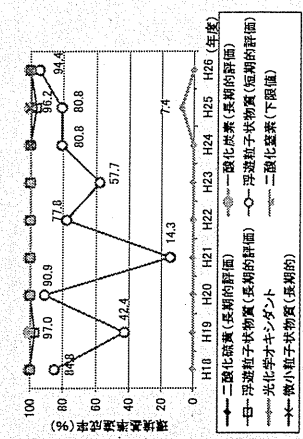 環境基準達成率(%)
100
80
60
40
20
0
84.8
97.0
42.4
90.9
14.3
77.8
57.7
80.8
96.2
80.8
7.4
94.4
H18 H19 H20 H21 H22 H23 H24 H25 H26 (年度)
二酸化硫黄(長期的評価)
一酸化炭素(長期的評価)
浮遊粒子状物質(長期的評価)
浮遊粒子状物質(短期的評価)
光化学オキシダント
二酸化窒素(下限値)
微小粒子状物質(長期的)